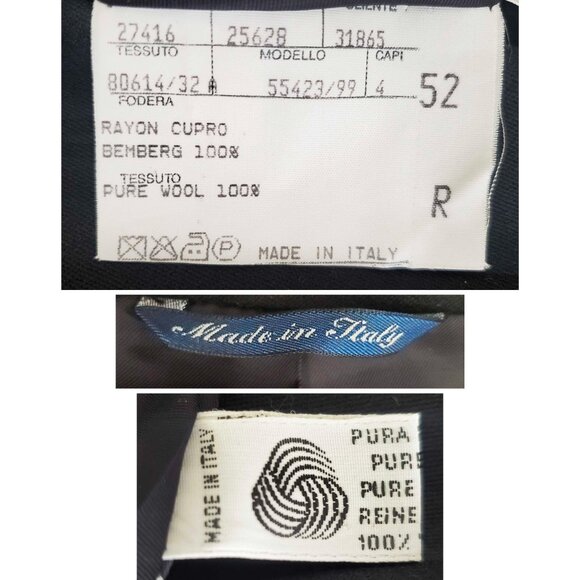 CLIENTE
27416 25628 31865
TESSUTO MODELLO CAPI
80614/32 A 55423/99 4 52
FODERA
RAYON CUPRO
BEMBERG 100%
TESSUTO
PURE WOOL 100%
R
P MADE IN ITALY
Made in Italy
MADE IN ITALY
PURA
PURE
PURE
REINE
100%